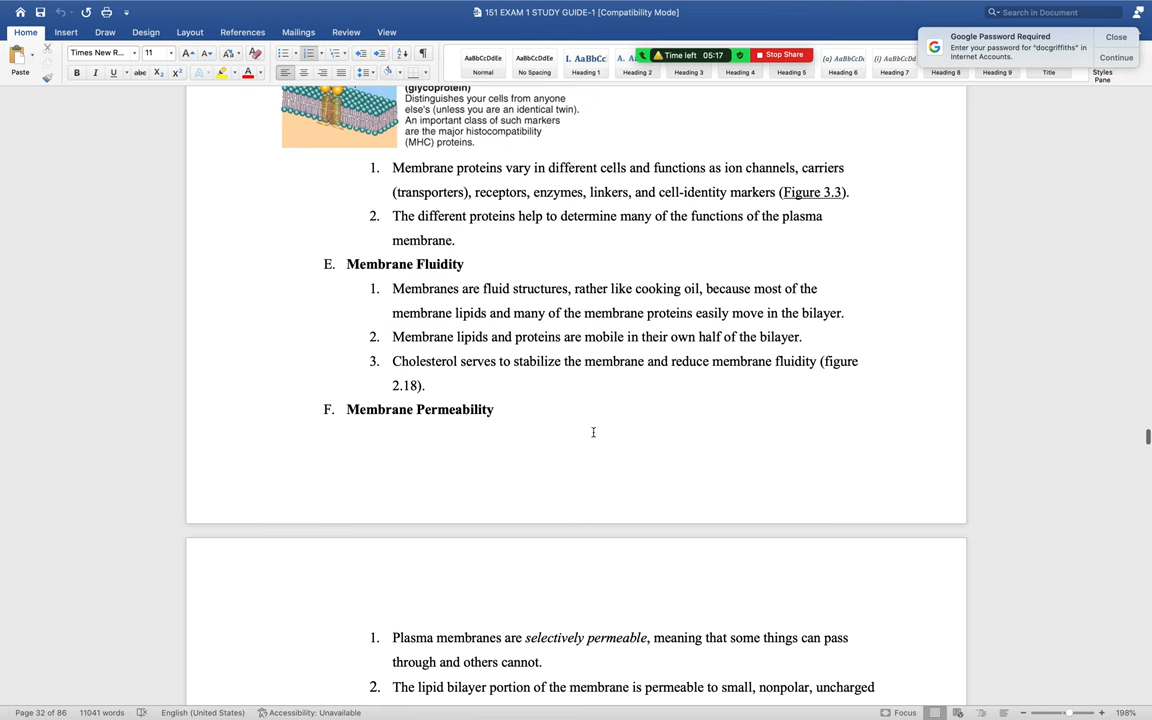 151 EXAM 1 STUDY GUIDE-1 [Compatibility Mode]
Search in Document
Home Insert Draw Design Layout References Mailings Review View
Google Password Required
Enter your password for "docgriffiths" in
Internet Accounts.
Close
Continue
Time left 05:17
Stop Share
Paste
Times New R... 11
AaBbCcDdEe
Normal
AaBbCcDdEe
No Spacing
I. AaBbCc
Heading 1
Heading 2
Heading 3
Heading 4
Heading 5
(a) AaBbCcDc
Heading 6
Heading 7
Heading 8
Heading 9
Title
Styles
Pane
(glycoprotein)
Distinguishes your cells from anyone
else's (unless you are an identical twin).
An important class of such markers
are the major histocompatibility
(MHC) proteins.
1. Membrane proteins vary in different cells and functions as ion channels, carriers
(transporters), receptors, enzymes, linkers, and cell-identity markers (Figure 3.3).
2. The different proteins help to determine many of the functions of the plasma
membrane.
E. Membrane Fluidity
1. Membranes are fluid structures, rather like cooking oil, because most of the
membrane lipids and many of the membrane proteins easily move in the bilayer.
2. Membrane lipids and proteins are mobile in their own half of the bilayer.
3. Cholesterol serves to stabilize the membrane and reduce membrane fluidity (figure
2.18).
F. Membrane Permeability
1. Plasma membranes are selectively permeable, meaning that some things can pass
through and others cannot.
2. The lipid bilayer portion of the membrane is permeable to small, nonpolar, uncharged
Page 32 of 86 11041 words English (United States) Accessibility: Unavailable
Focus
198%